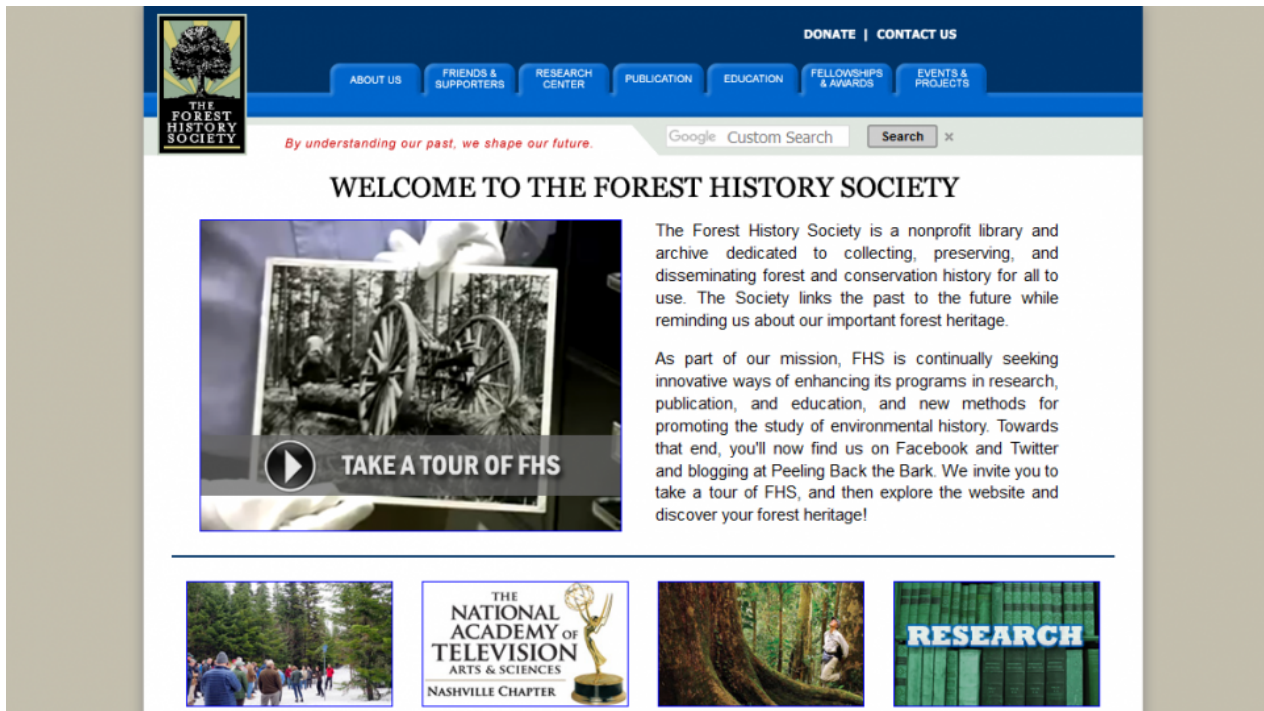 DONATE | CONTACT US
ABOUT US
FRIENDS & SUPPORTERS
RESEARCH CENTER
PUBLICATION
EDUCATION
FELLOWSHIPS & AWARDS
EVENTS & PROJECTS
THE
FOREST
HISTORY
SOCIETY
By understanding our past, we shape our future.
Google Custom Search
Search ×
WELCOME TO THE FOREST HISTORY SOCIETY
TAKE A TOUR OF FHS
The Forest History Society is a nonprofit library and
archive dedicated to collecting, preserving, and
disseminating forest and conservation history for all to
use. The Society links the past to the future while
reminding us about our important forest heritage.
As part of our mission, FHS is continually seeking
innovative ways of enhancing its programs in research,
publication, and education, and new methods for
promoting the study of environmental history. Towards
that end, you'll now find us on Facebook and Twitter
and blogging at Peeling Back the Bark. We invite you to
take a tour of FHS, and then explore the website and
discover your forest heritage!
THE
NATIONAL
ACADEMY OF
TELEVISION
ARTS & SCIENCES
NASHVILLE CHAPTER
RESEARCH